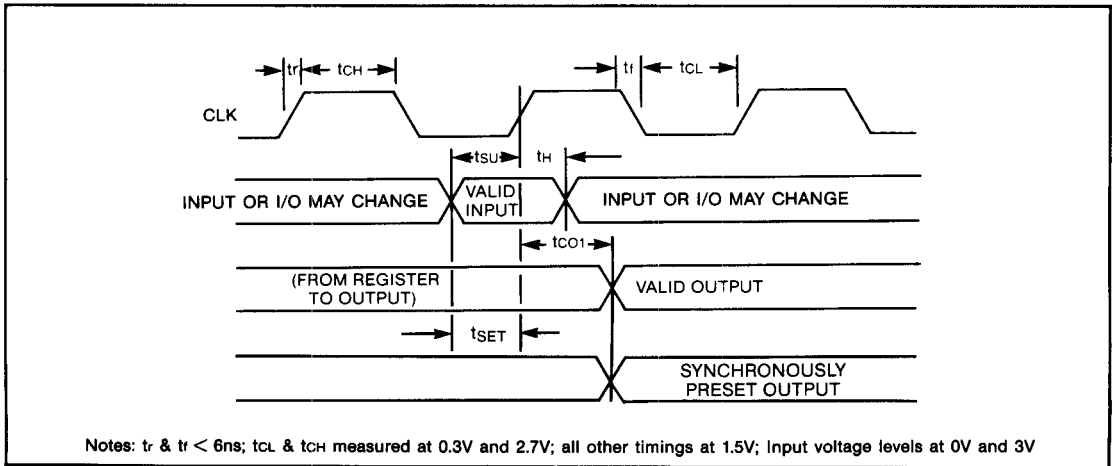 tr tCH tf tCL
CLK
tSU tH
INPUT OR I/O MAY CHANGE VALID INPUT INPUT OR I/O MAY CHANGE
tCO1
(FROM REGISTER TO OUTPUT) VALID OUTPUT
tSET
SYNCHRONOUSLY
PRESET OUTPUT
Notes: tr & tf < 6ns; tCL & tCH measured at 0.3V and 2.7V; all other timings at 1.5V; Input voltage levels at 0V and 3V